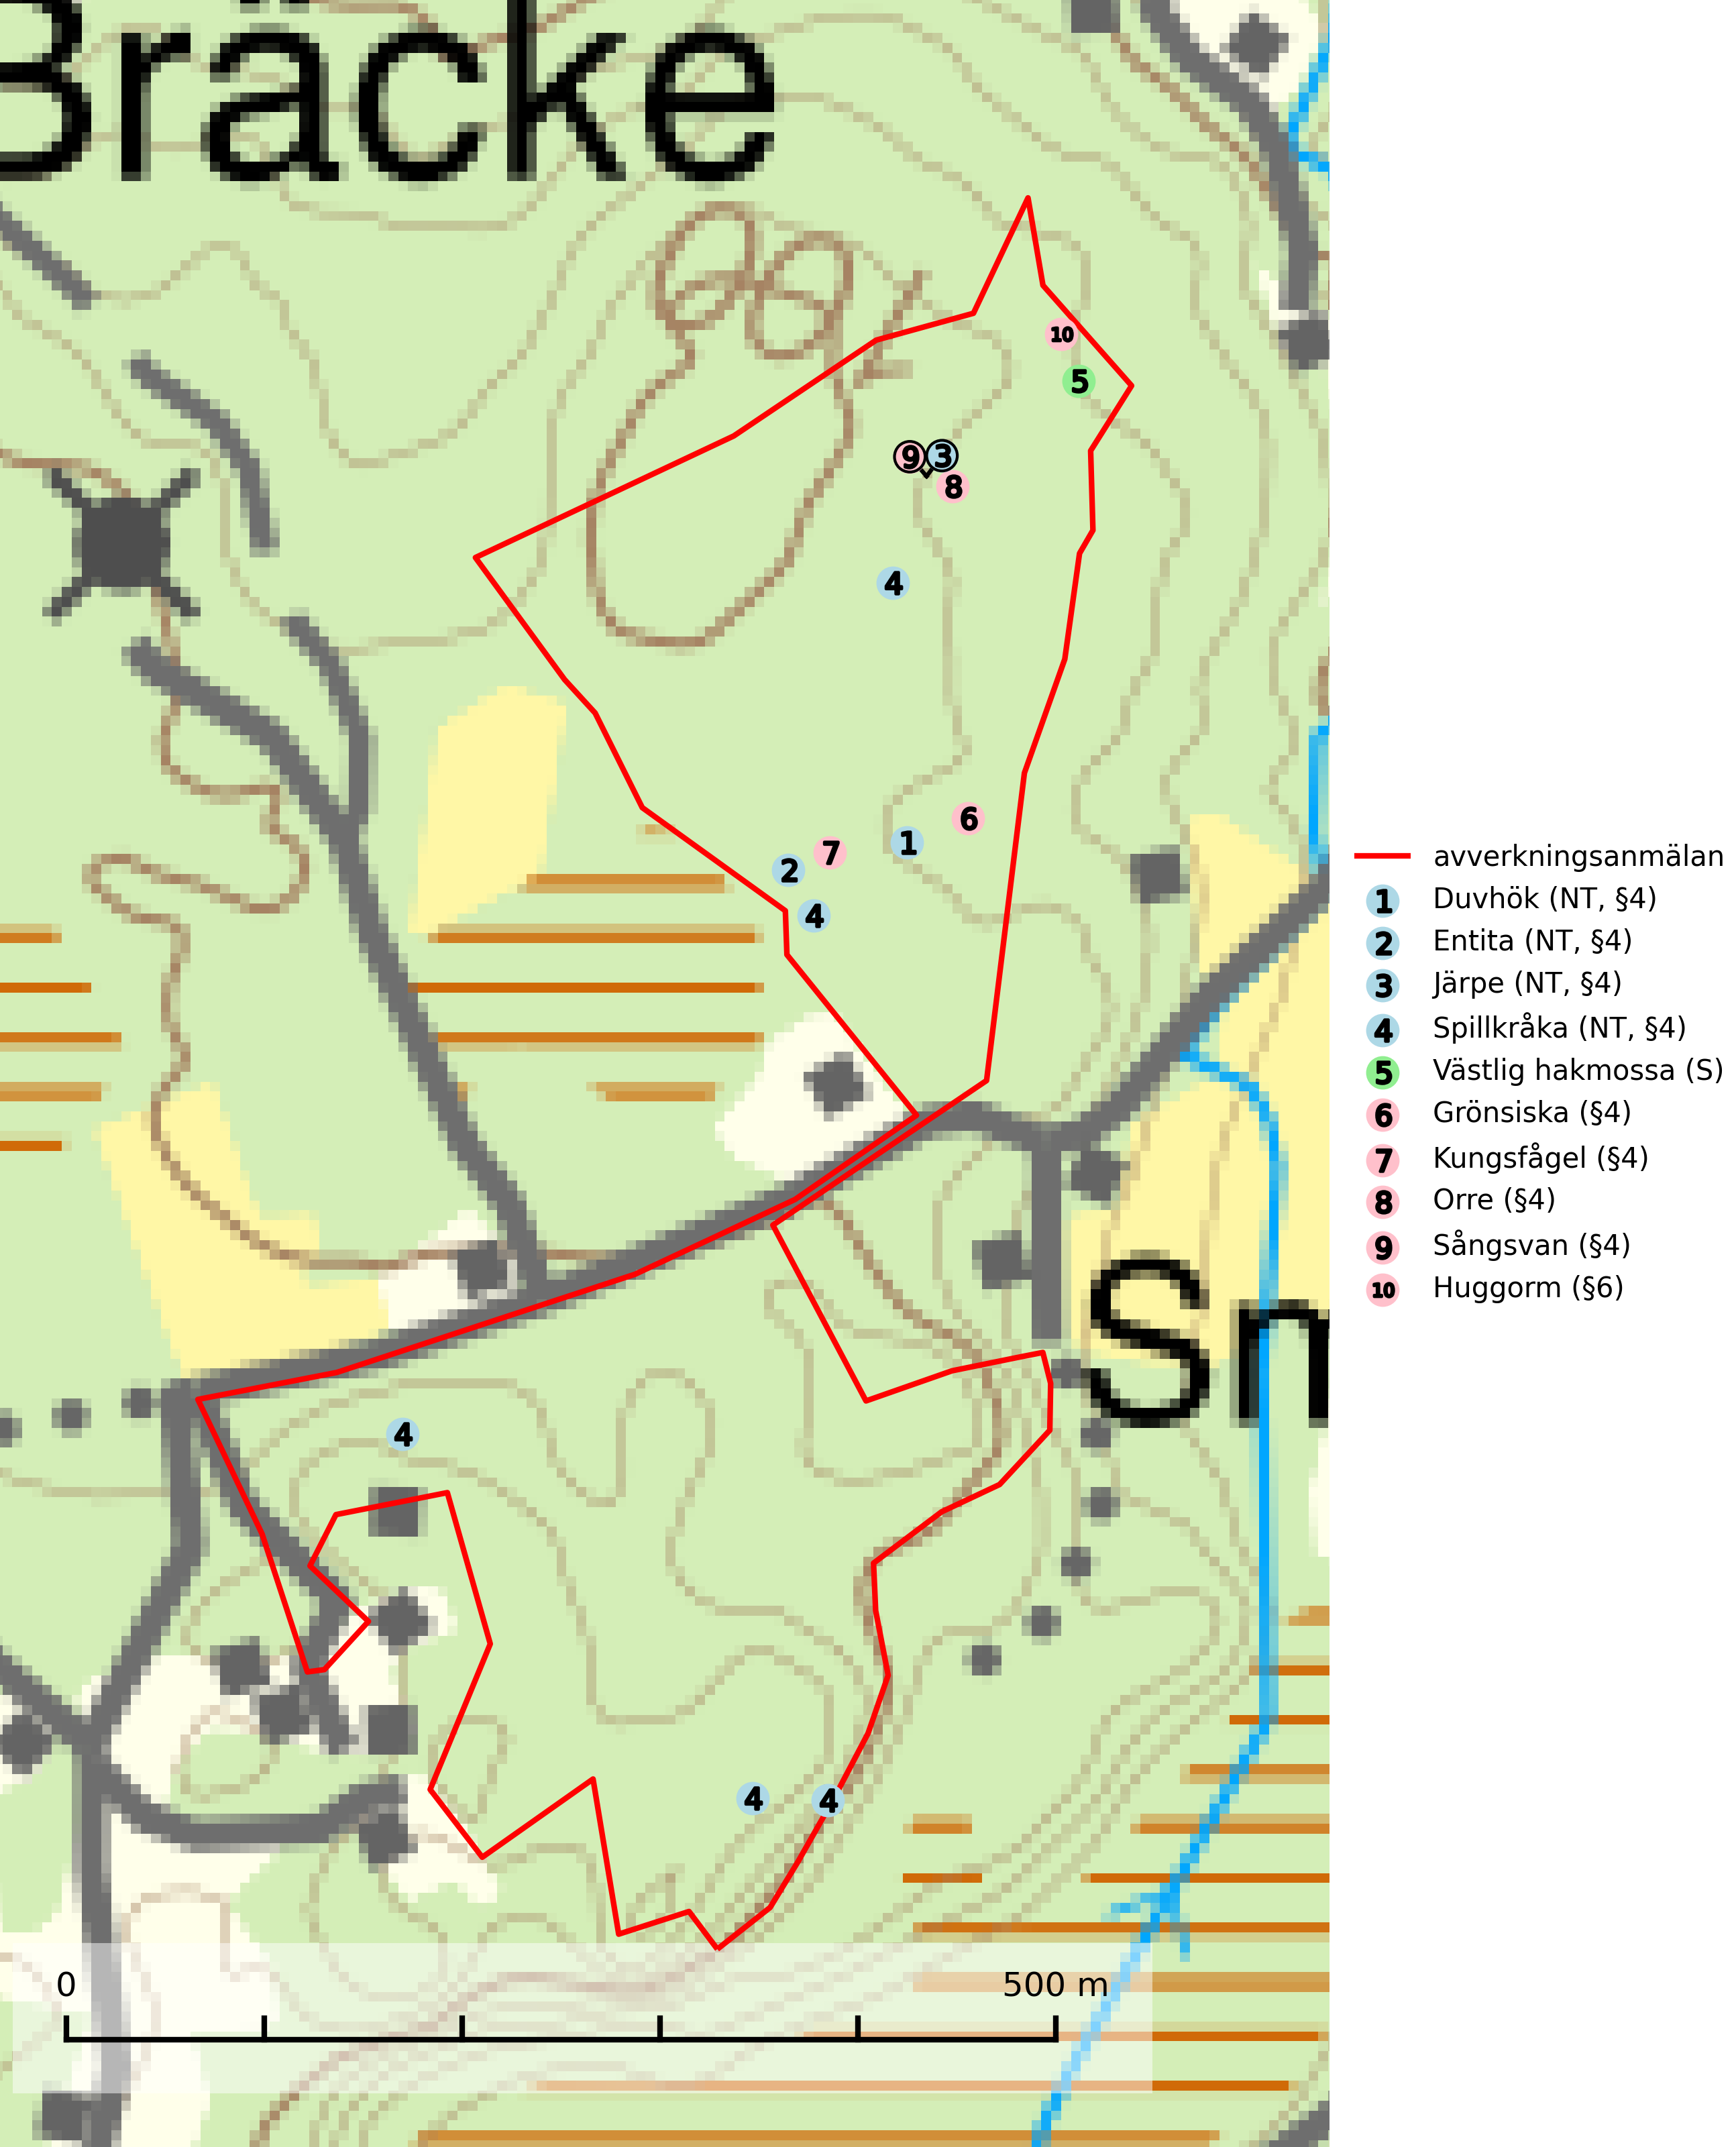 Bräcke
10
5
9 3
8
4
6
1
7
2
4
4
4
4
Sm
0 500 m
avverkningsanmälan
1 Duvhök (NT, §4)
2 Entita (NT, §4)
3 Järpe (NT, §4)
4 Spillkråka (NT, §4)
5 Västlig hakmossa (S)
6 Grönsiska (§4)
7 Kungsfågel (§4)
8 Orre (§4)
9 Sångsvan (§4)
10 Huggorm (§6)